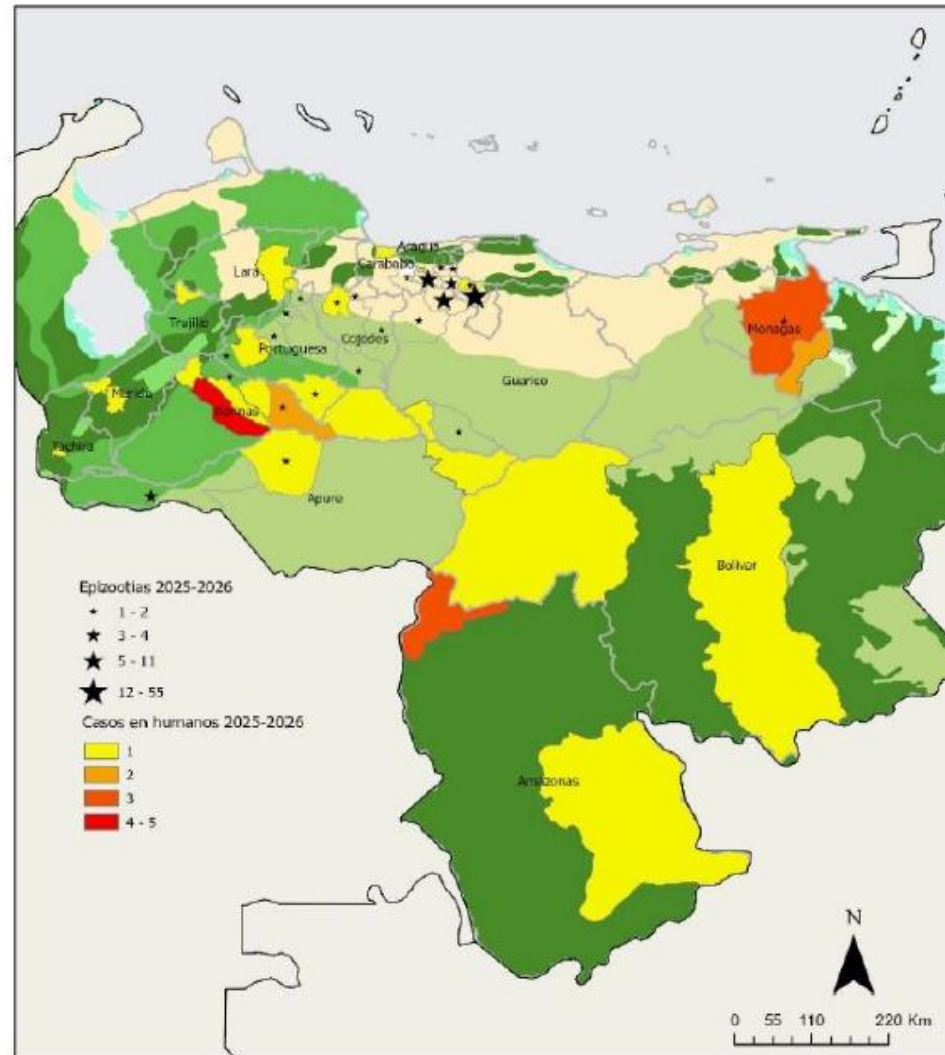 Aragua
Carabobo
Lara
Monagas
Trujillo
Cojedes
Portuguesa
Guarico
Merida
Barinas
Tachira
Apure
Bolivar
Epizootias 2025-2026
1 - 2
3 - 4
5 - 11
12 - 55
Casos en humanos 2025-2026
1
2
3
4 - 5
Amazonas
N
0 55 110 220 Km